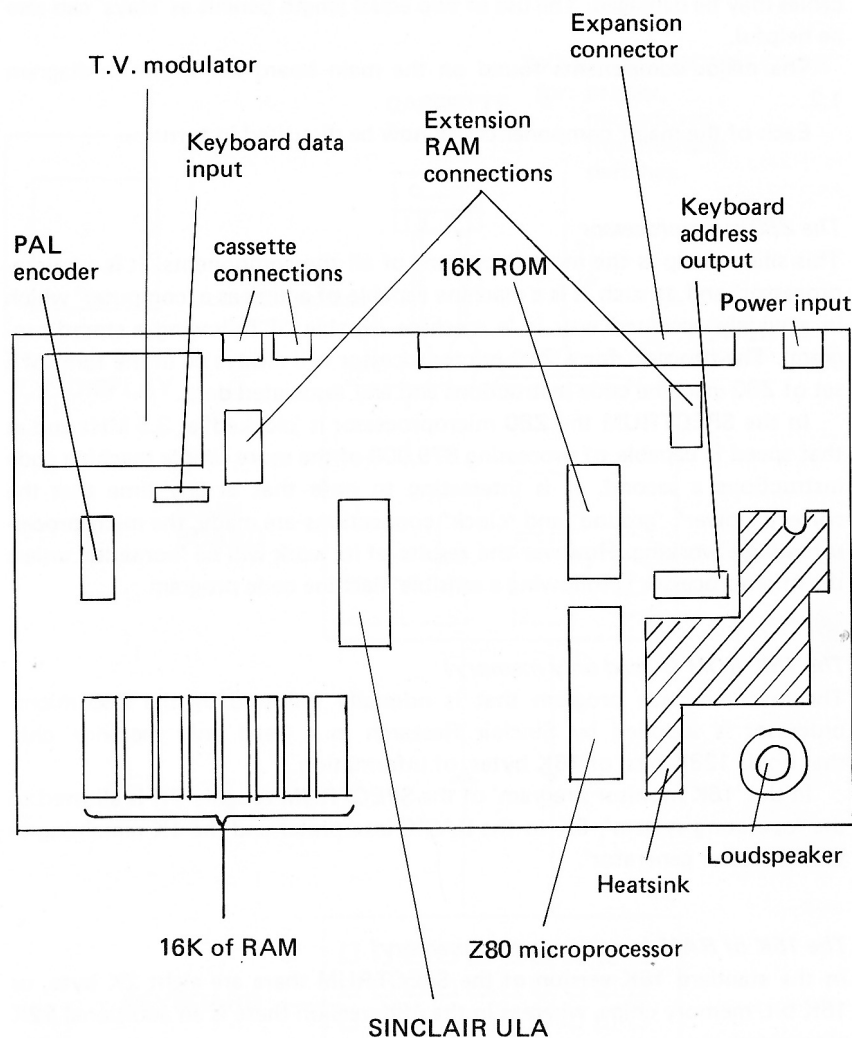 Expansion
connector
T.V. modulator
Keyboard data
input
Extension
RAM
connections
Keyboard
address
output
PAL
encoder
cassette
connections
16K ROM
Power input
Loudspeaker
Heatsink
16K of RAM
Z80 microprocessor
SINCLAIR ULA